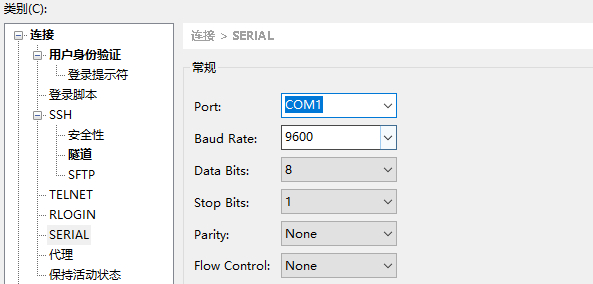 类别(C):
连接
用户身份验证
登录提示符
登录脚本
SSH
安全性
隧道
SFTP
TELNET
RLOGIN
SERIAL
代理
保持活动状态
连接 > SERIAL
常规
Port: COM1
Baud Rate: 9600
Data Bits: 8
Stop Bits: 1
Parity: None
Flow Control: None